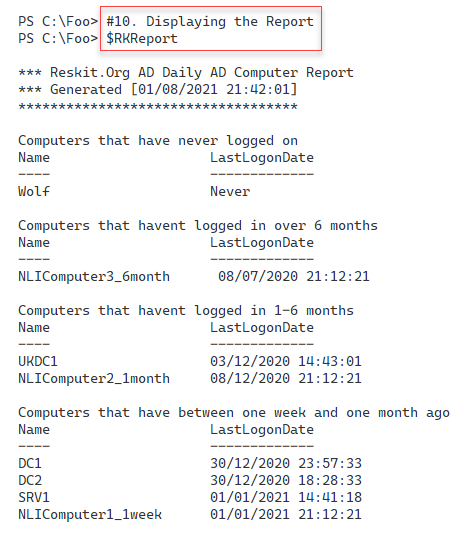 PS C:\Foo> #10. Displaying the Report
PS C:\Foo> $RKReport
*** Reskit.Org AD Daily AD Computer Report
*** Generated [01/08/2021 21:42:01]
***********************************
Computers that have never logged on
Name                    LastLogonDate
----                    -------------
Wolf                    Never
Computers that havent logged in over 6 months
Name                    LastLogonDate
----                    -------------
NLIComputer3_6month      08/07/2020 21:12:21
Computers that havent logged in 1-6 months
Name                    LastLogonDate
----                    -------------
UKDC1                   03/12/2020 14:43:01
NLIComputer2_1month     08/12/2020 21:12:21
Computers that have between one week and one month ago
Name                    LastLogonDate
----                    -------------
DC1                     30/12/2020 23:57:33
DC2                     30/12/2020 18:28:33
SRV1                    01/01/2021 14:41:18
NLIComputer1_1week      01/01/2021 21:12:21